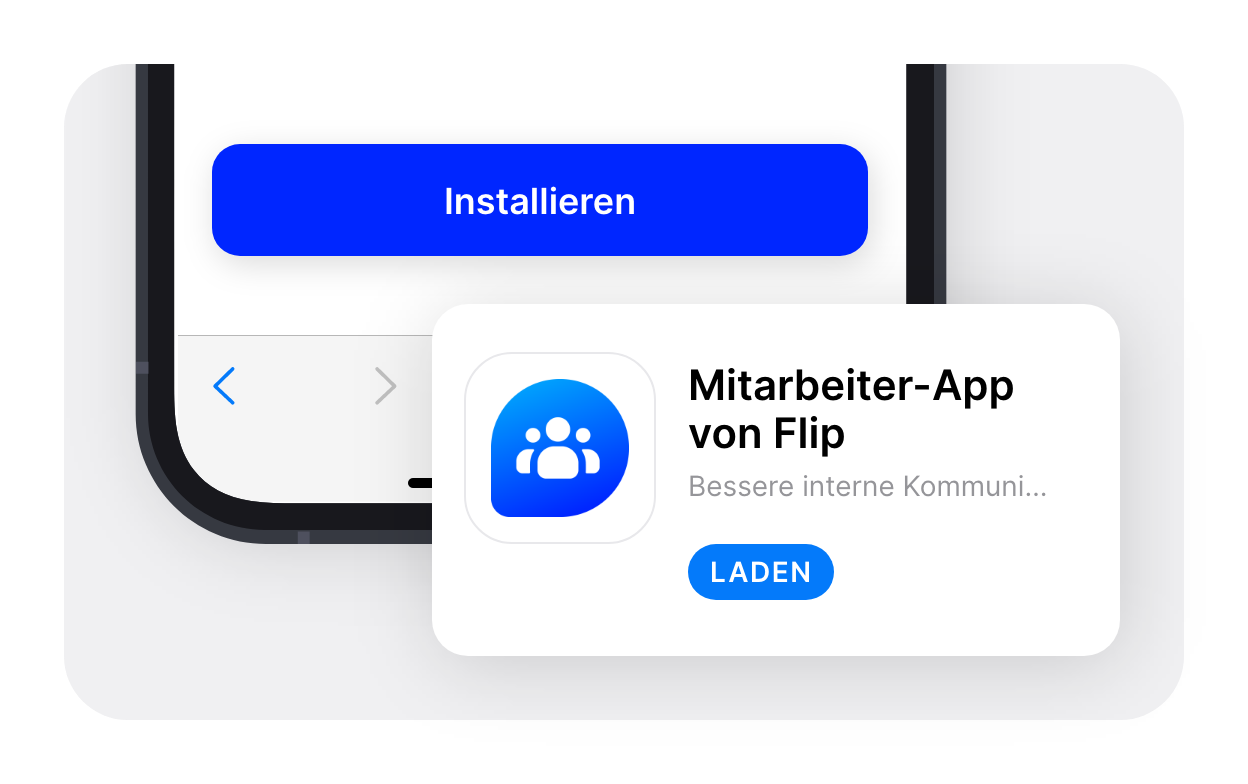 Installieren
Mitarbeiter-App
von Flip
Bessere interne Kommuni...
LADEN